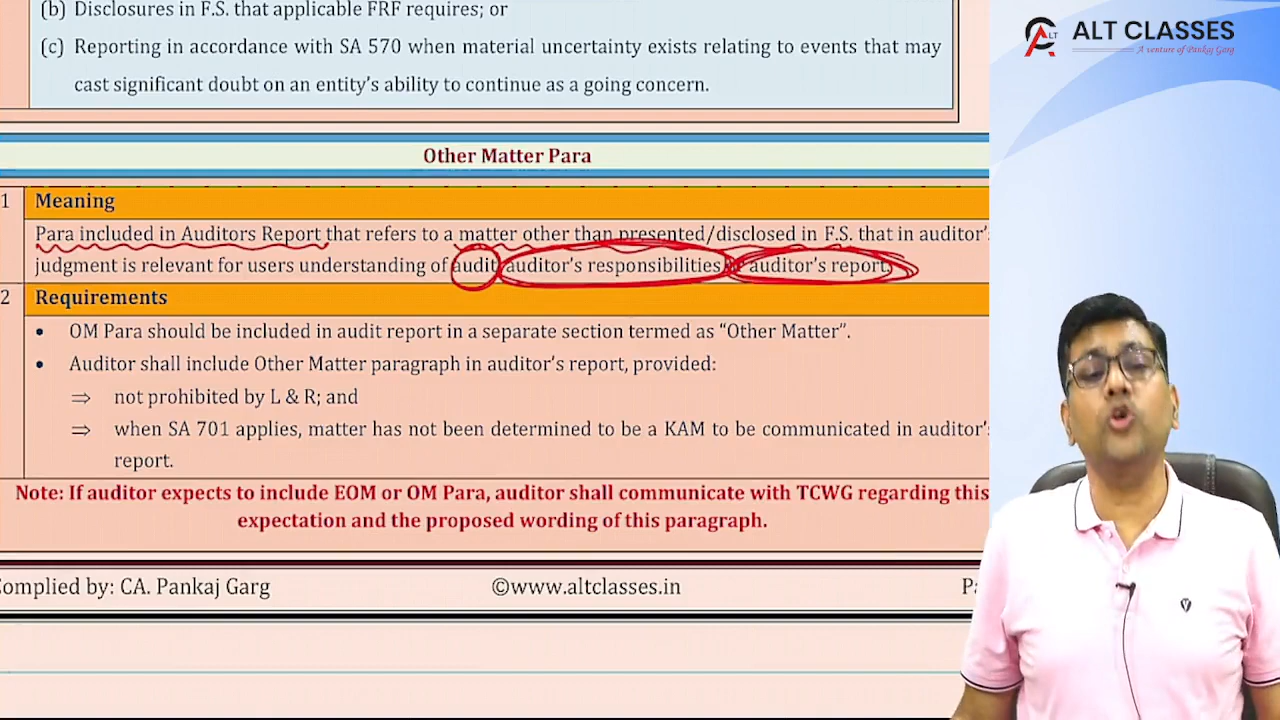 (b) Disclosures in F.S. that applicable FRF requires; or
(c) Reporting in accordance with SA 570 when material uncertainty exists relating to events that may
cast significant doubt on an entity's ability to continue as a going concern.
ALT CLASSES
A venture of Pankaj Garg
Other Matter Para
1 Meaning
Para included in Auditors Report that refers to a matter other than presented/disclosed in F.S. that in auditor'
judgment is relevant for users understanding of audit, auditor's responsibilities or auditor's report.
2 Requirements
• OM Para should be included in audit report in a separate section termed as “Other Matter”.
• Auditor shall include Other Matter paragraph in auditor's report, provided:
⇒ not prohibited by L & R; and
⇒ when SA 701 applies, matter has not been determined to be a KAM to be communicated in auditor'
report.
Note: If auditor expects to include EOM or OM Para, auditor shall communicate with TCWG regarding this
expectation and the proposed wording of this paragraph.
omplied by: CA. Pankaj Garg ©www.altclasses.in